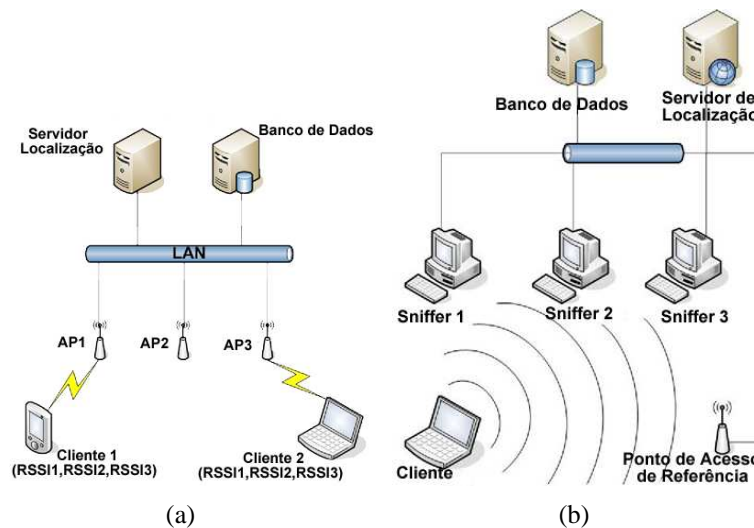 Servidor
Localização
Banco de Dados
LAN
AP1
AP2
AP3
Cliente 1
(RSSI1,RSSI2,RSSI3)
Cliente 2
(RSSI1,RSSI2,RSSI3)
(a)
Banco de Dados
Servidor de
Localização
Sniffer 1
Sniffer 2
Sniffer 3
Cliente
Ponto de Acesso
de Referência
(b)